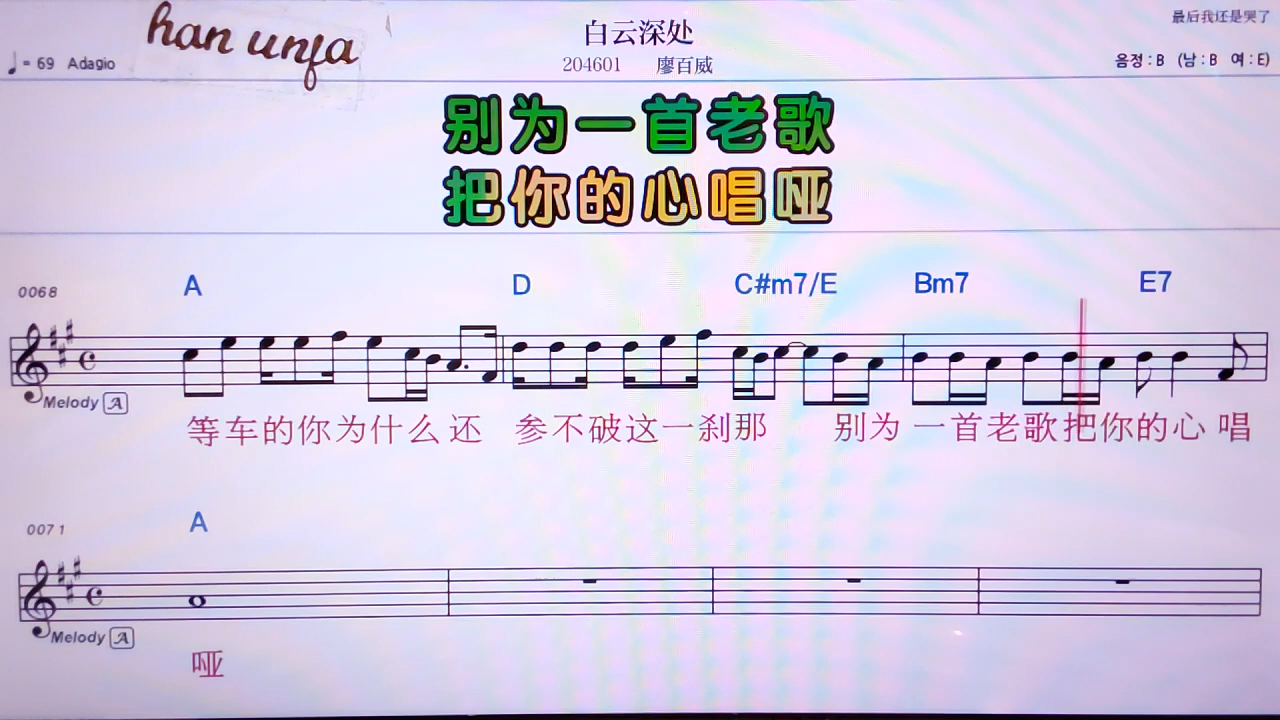 han unfa
白云深处
最后我还是哭了
♩= 69 Adagio
204601 廖百威
음정 : B (남 : B 여 : E)
别为一首老歌
把你的心唱哑
0068
A D C#m7/E Bm7 E7
Melody A
等车的你为什么还 参不破这一刹那 别为一首老歌把你的心 唱
0071
A
Melody A
哑